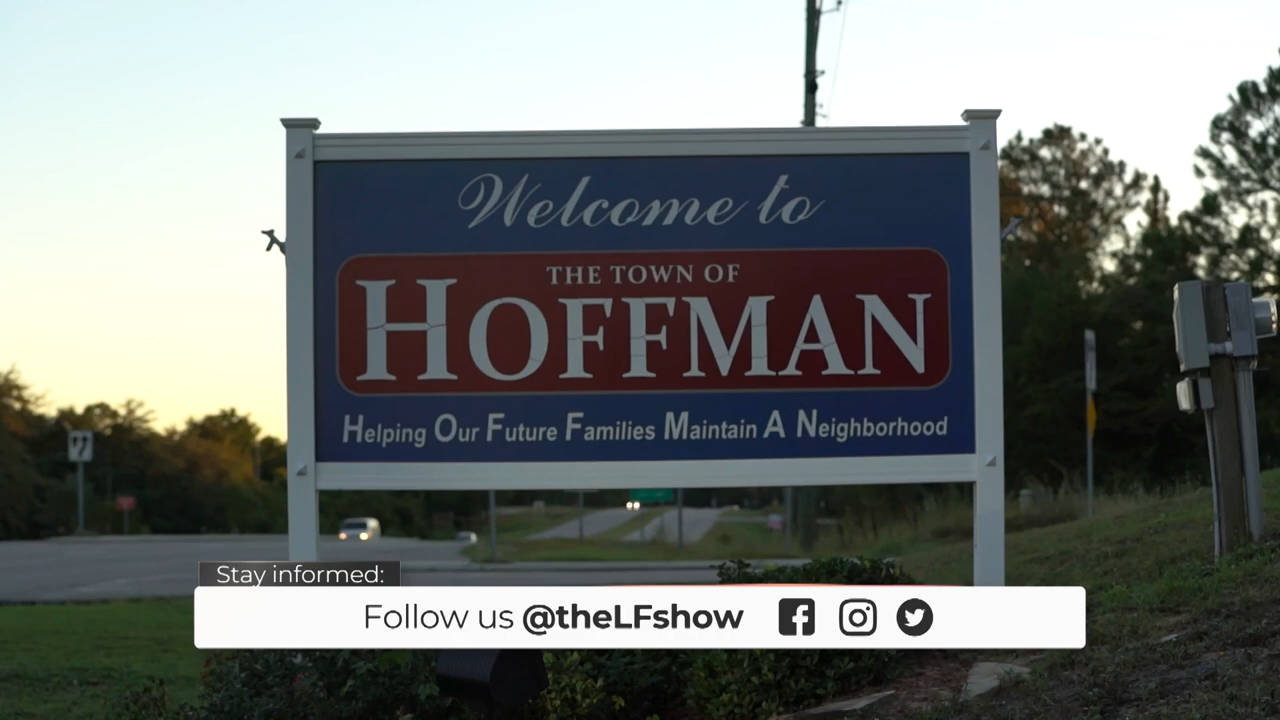 Welcome to
THE TOWN OF
HOFFMAN
Helping Our Future Families Maintain A Neighborhood
Stay informed:
Follow us @theLFshow